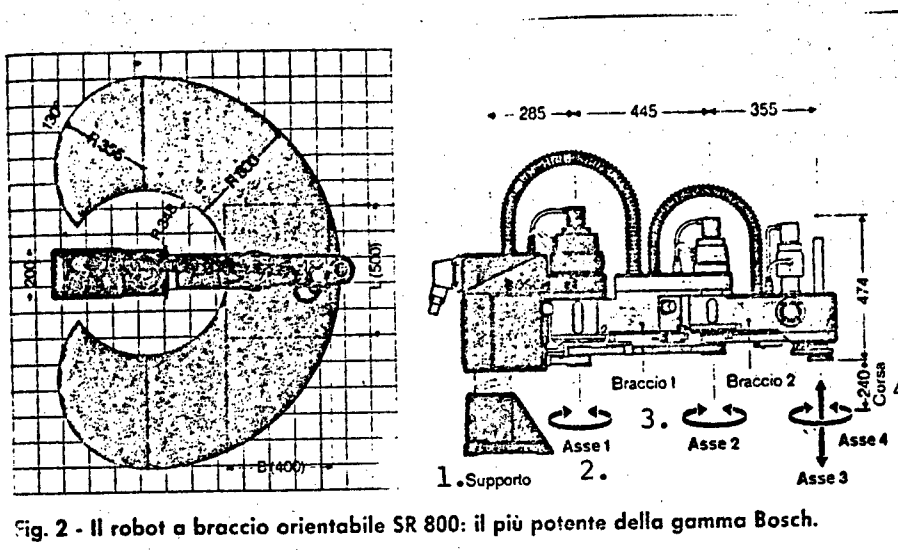 130°
R 355
R 800
R 348
200
L(500)
B(400)
285 445 355
474
240
Corsa
Braccio 1 Braccio 2
Asse 1 3. Asse 2 Asse 4
1. Supporto 2. Asse 3
Fig. 2 - Il robot a braccio orientabile SR 800: il più potente della gamma Bosch.